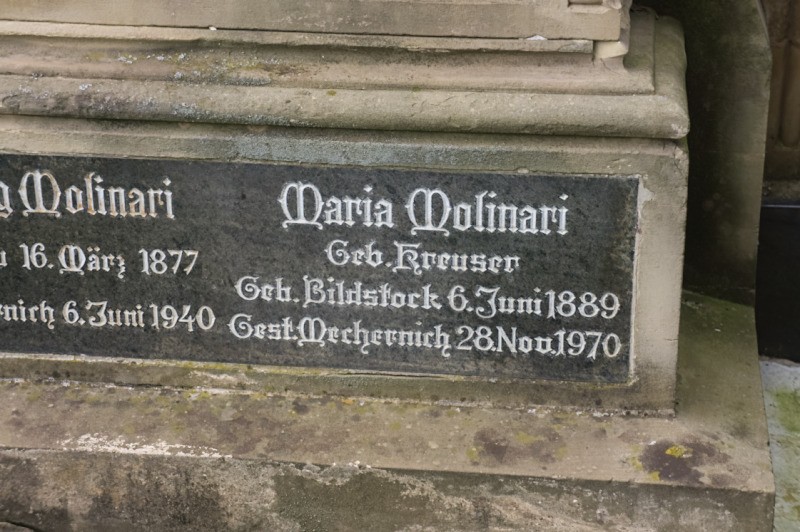 g Molinari
u 16. März 1877
ernich 6. Juni 1940
Maria Molinari
Geb. Kreuser
Geb. Bildstock 6. Juni 1889
Gest. Mechernich 28. Nov. 1970